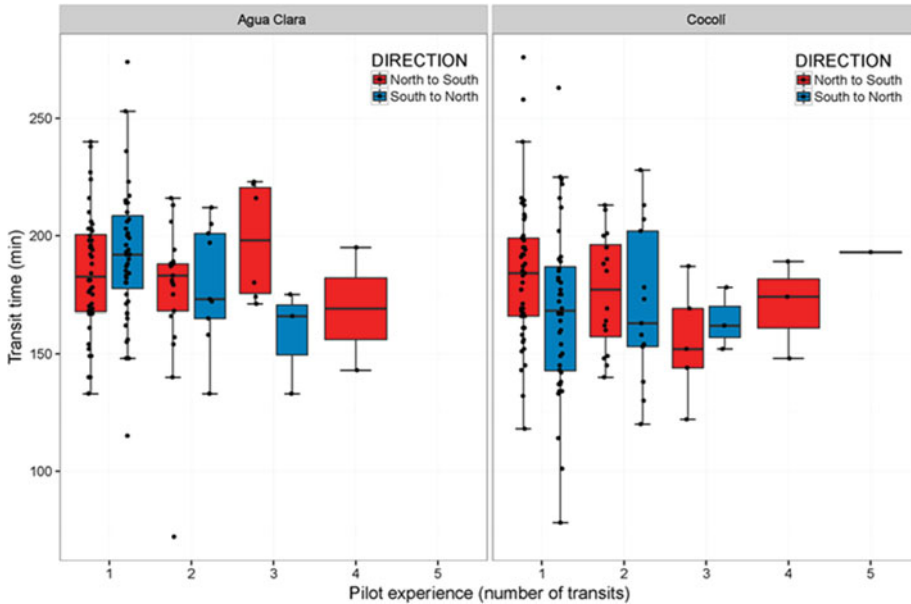 Agua Clara
Cocolí
DIRECTION
North to South
South to North
DIRECTION
North to South
South to North
Transit time (min)
250
200
150
100
1 2 3 4 5
1 2 3 4 5
Pilot experience (number of transits)